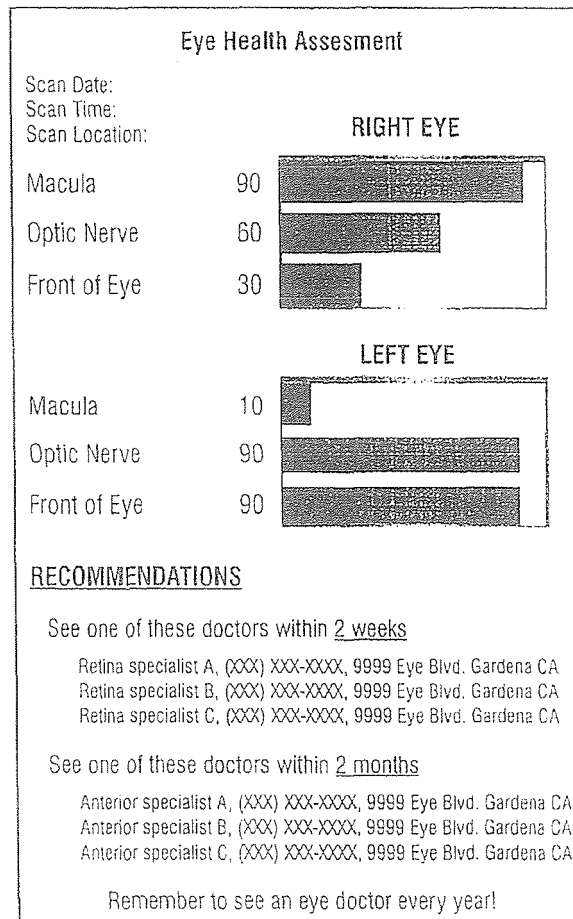 Eye Health Assesment
Scan Date:
Scan Time:
Scan Location:
RIGHT EYE
Macula 90
Optic Nerve 60
Front of Eye 30
LEFT EYE
Macula 10
Optic Nerve 90
Front of Eye 90
RECOMMENDATIONS
See one of these doctors within 2 weeks
Retina specialist A, (XXX) XXX-XXXX, 9999 Eye Blvd. Gardena CA
Retina specialist B, (XXX) XXX-XXXX, 9999 Eye Blvd. Gardena CA
Retina specialist C, (XXX) XXX-XXXX, 9999 Eye Blvd. Gardena CA
See one of these doctors within 2 months
Anterior specialist A, (XXX) XXX-XXXX, 9999 Eye Blvd. Gardena CA
Anterior specialist B, (XXX) XXX-XXXX, 9999 Eye Blvd. Gardena CA
Anterior specialist C, (XXX) XXX-XXXX, 9999 Eye Blvd. Gardena CA
Remember to see an eye doctor every year!